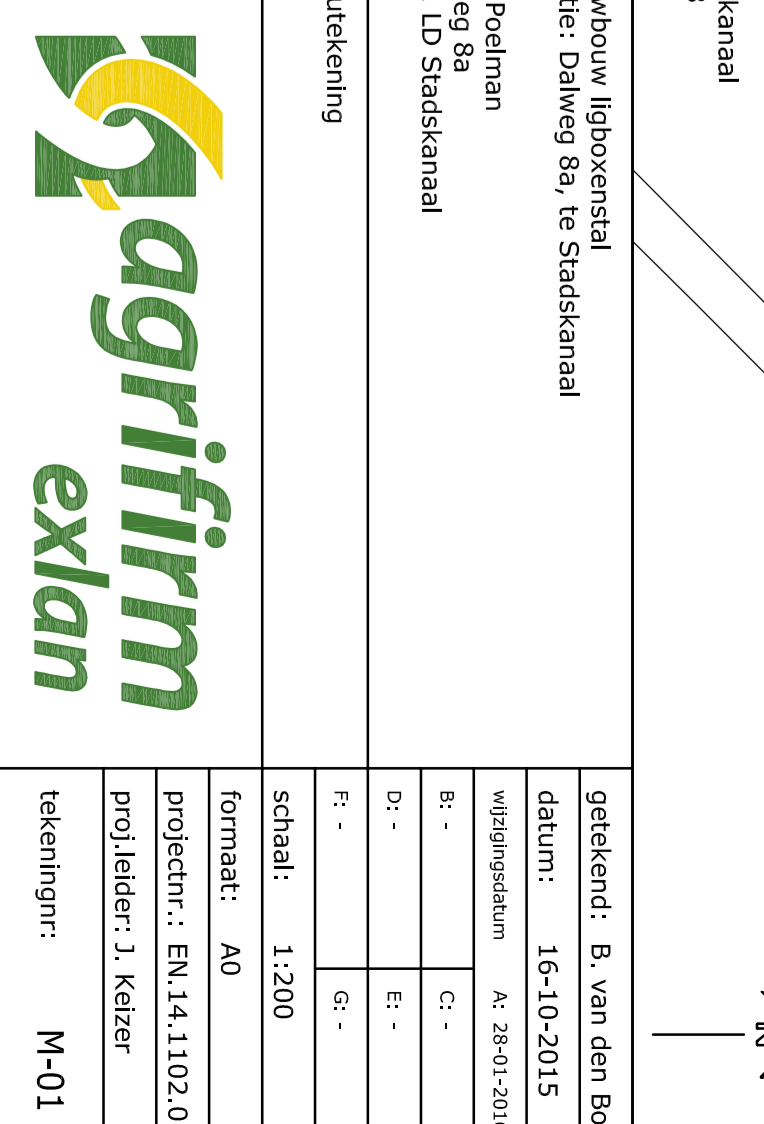 kanaal
wbouw ligboxenstal
tie: Dalweg 8a, te Stadskanaal
Poelman
eg 8a
LD Stadskanaal
utekening
agrifirm
exlan
getekend: B. van den Bo
datum: 16-10-2015
wijzigingsdatum A: 28-01-2016
B: - C: -
D: - E: -
F: - G: -
schaal: 1:200
formaat: A0
projectnr.: EN.14.1102.0
proj.leider: J. Keizer
tekeningnr: M-01